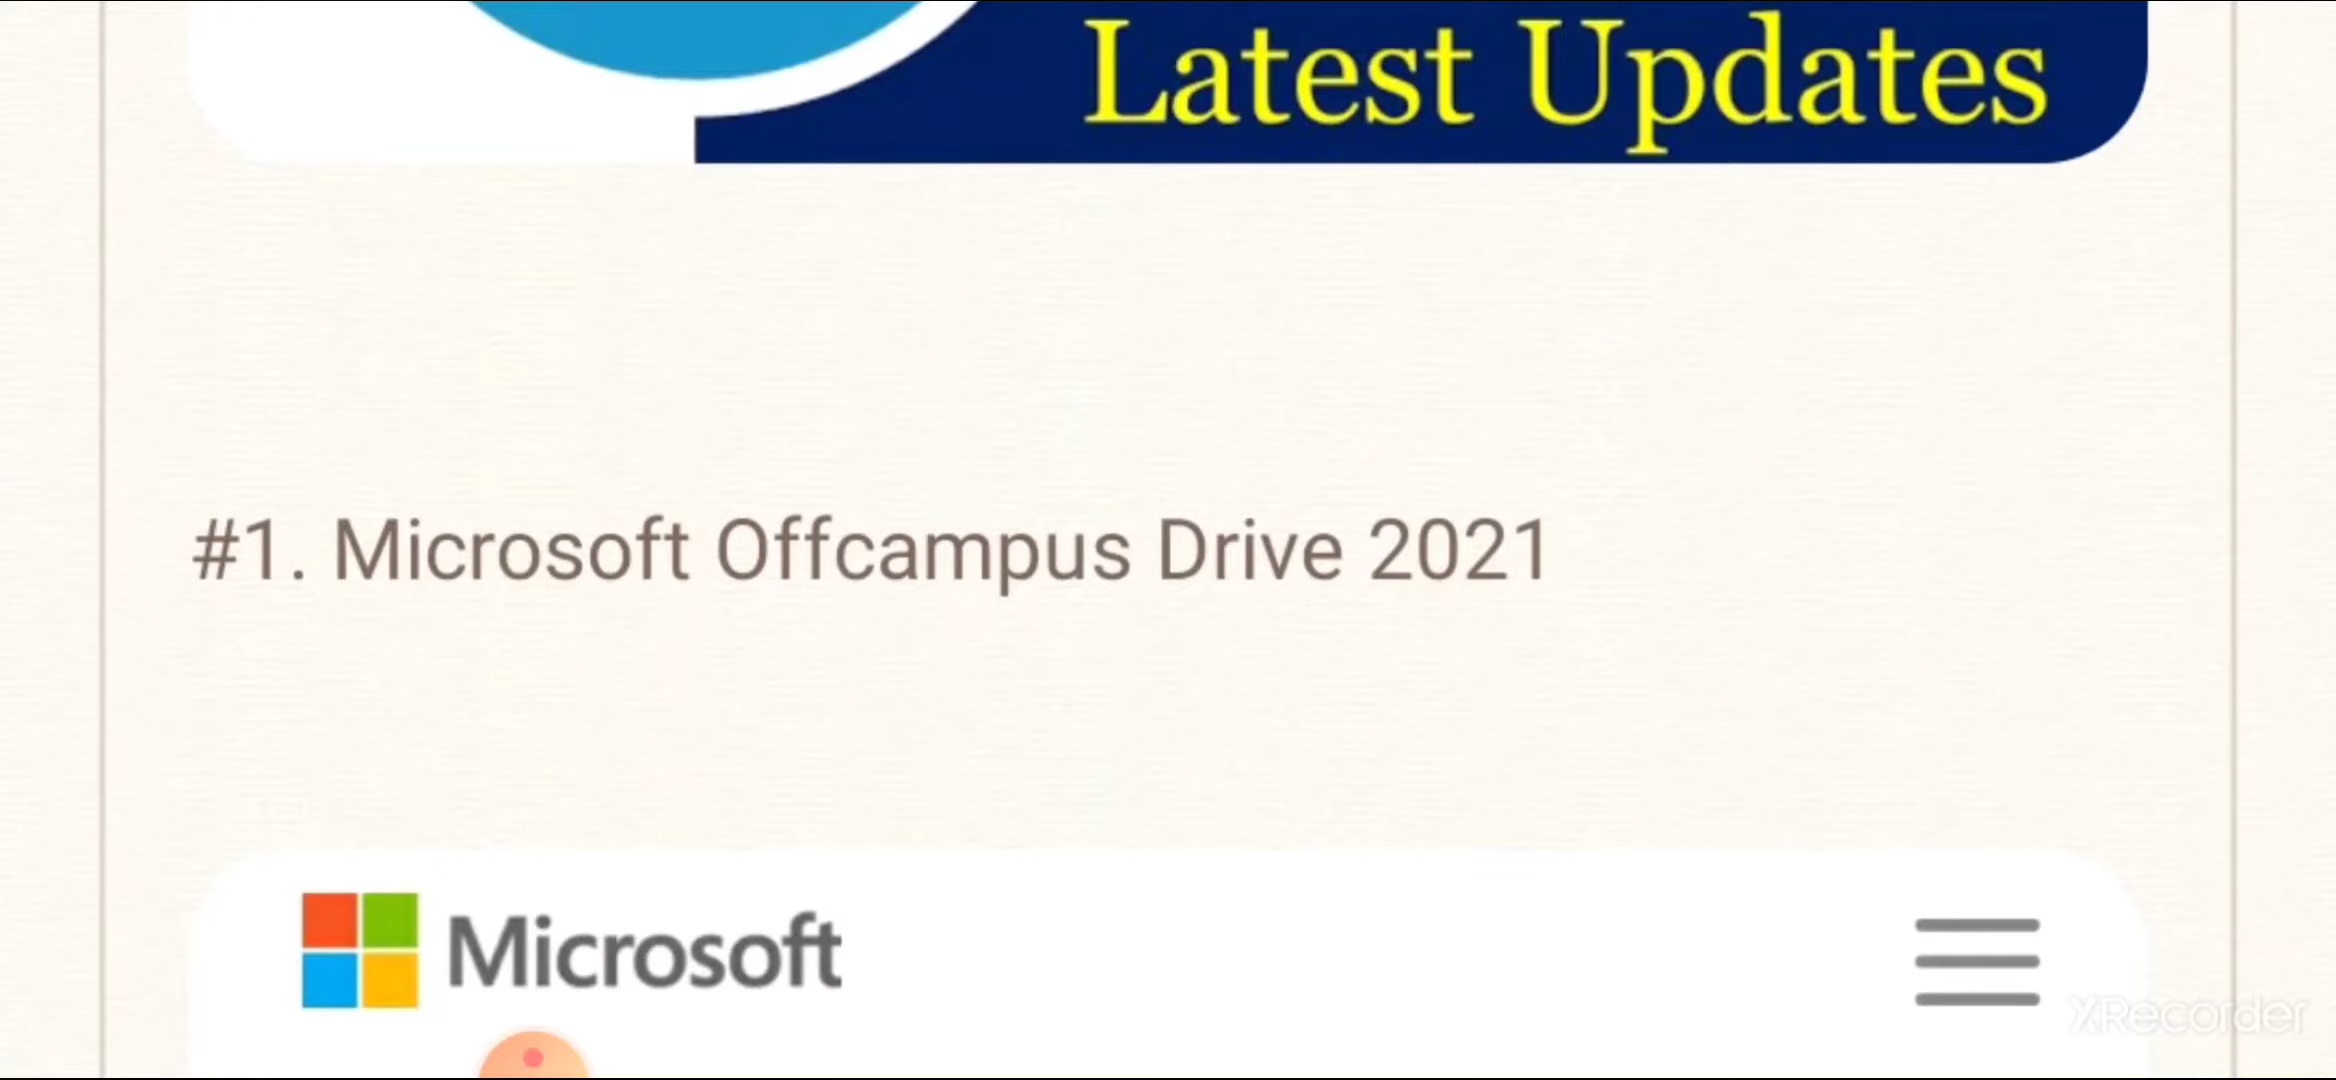 Latest Updates
#1. Microsoft Offcampus Drive 2021
Microsoft
XRecorder